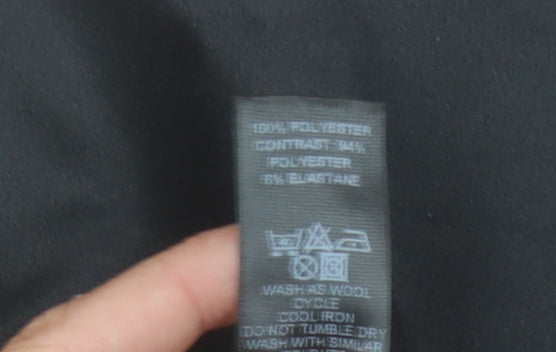 100% POLYESTER
CONTRAST 94%
POLYESTER
6% ELASTANE
40
WASH AS WOOL
CYCLE
COOL IRON
DO NOT TUMBLE DRY
WASH WITH SIMILAR